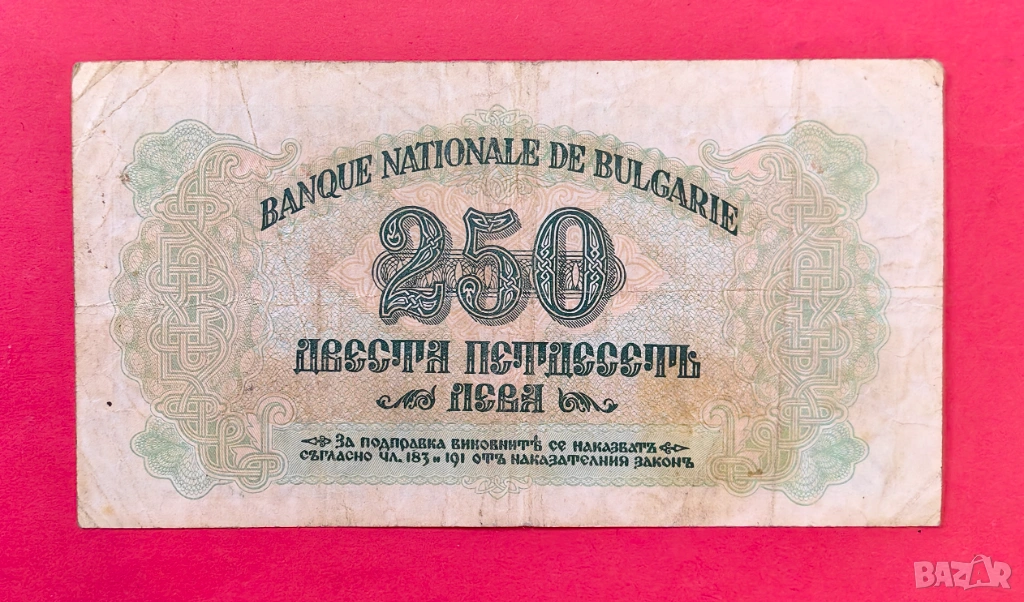 BANQUE NATIONALE DE BULGARIE
250
ДВЕСТА ПЕТДЕСЕТЬ
ЛЕВА
ЗА ПОДПРАВКА ВИНОВНИТѢ СЕ НАКАЗВАТЪ
СЪГЛАСНО ЧЛ. 183 и 191 ОТЪ НАКАЗАТЕЛНИЯ ЗАКОНЪ
BAZAR